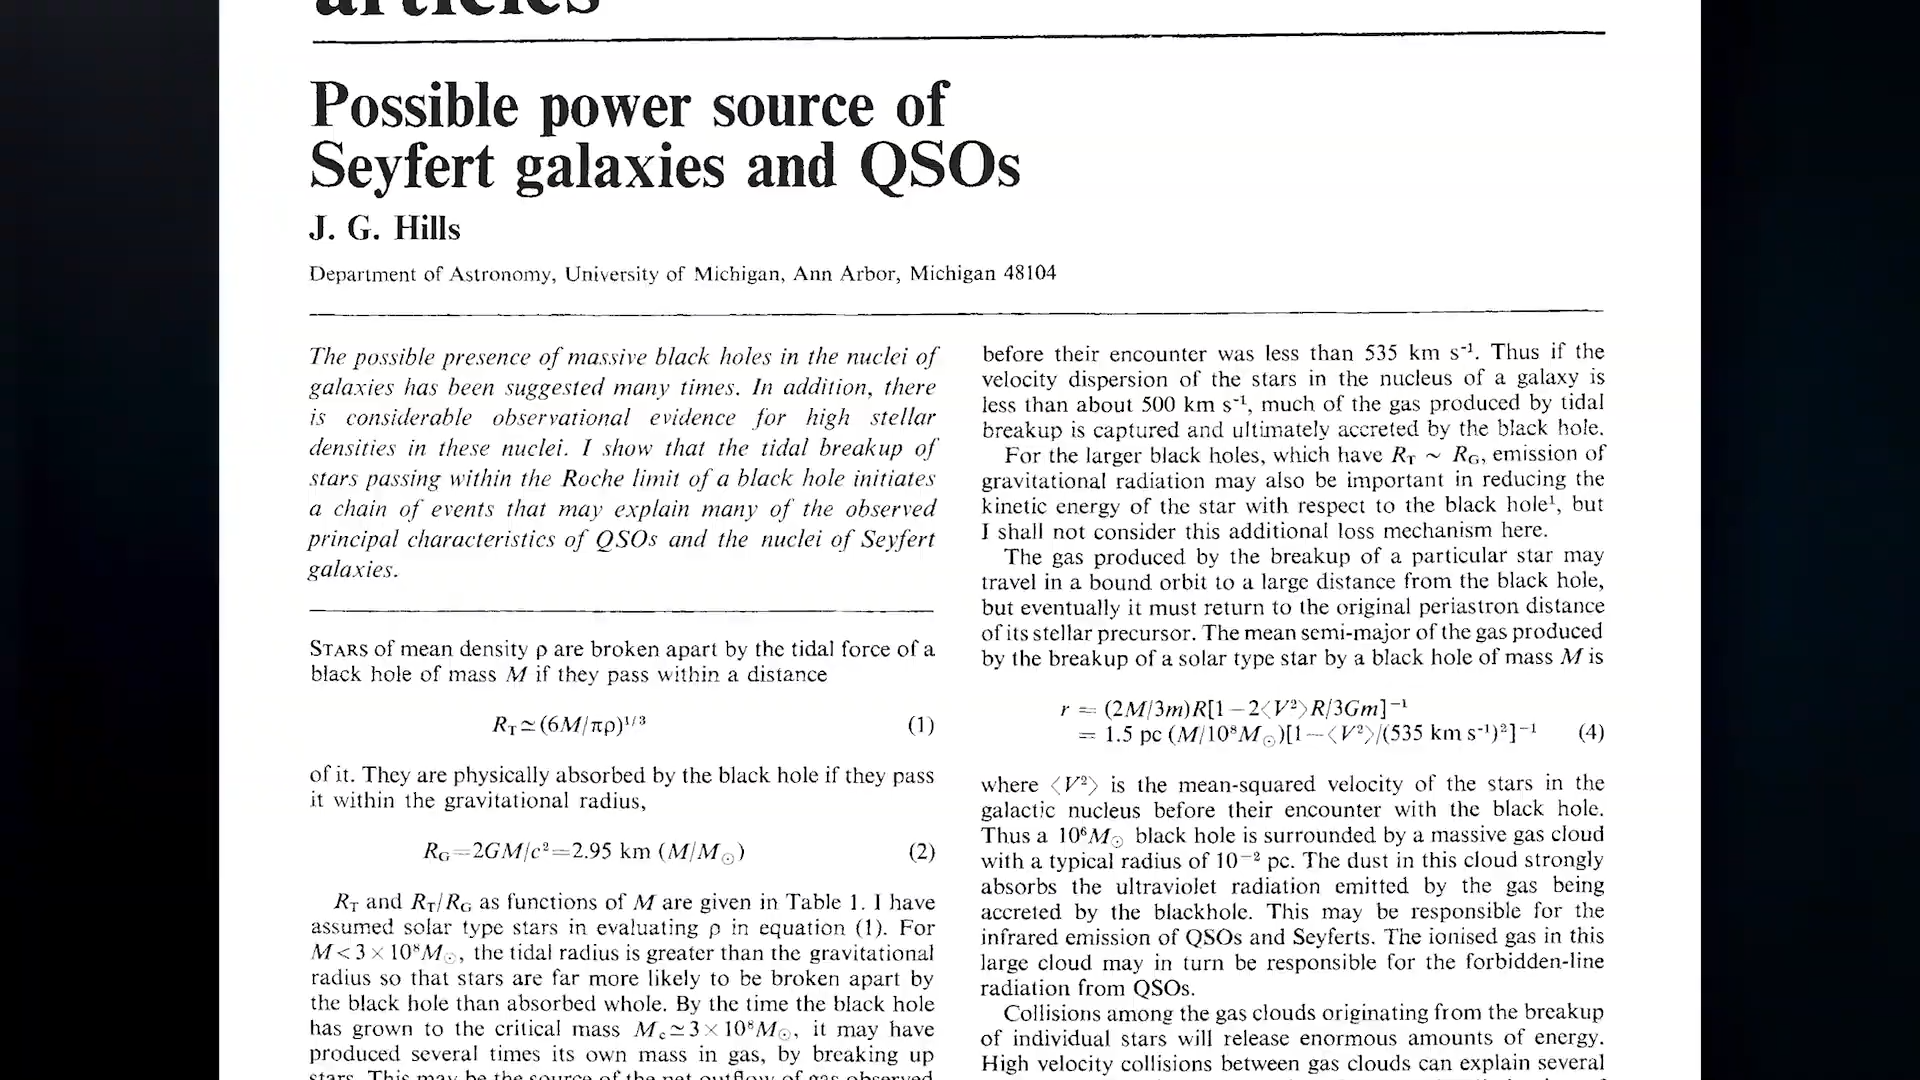 articles
Possible power source of
Seyfert galaxies and QSOs
J. G. Hills
Department of Astronomy, University of Michigan, Ann Arbor, Michigan 48104
The possible presence of massive black holes in the nuclei of
galaxies has been suggested many times. In addition, there
is considerable observational evidence for high stellar
densities in these nuclei. I show that the tidal breakup of
stars passing within the Roche limit of a black hole initiates
a chain of events that may explain many of the observed
principal characteristics of QSOs and the nuclei of Seyfert
galaxies.
STARS of mean density ρ are broken apart by the tidal force of a
black hole of mass M if they pass within a distance
R_T≃(6M/πρ)^1/3 (1)
of it. They are physically absorbed by the black hole if they pass
it within the gravitational radius,
R_G=2GM/c²=2.95 km (M/M☉) (2)
R_T and R_T/R_G as functions of M are given in Table 1. I have
assumed solar type stars in evaluating ρ in equation (1). For
M<3×10⁸M☉, the tidal radius is greater than the gravitational
radius so that stars are far more likely to be broken apart by
the black hole than absorbed whole. By the time the black hole
has grown to the critical mass M_c≃3×10⁸M☉, it may have
produced several times its own mass in gas, by breaking up
stars. This may be the source of the net outflow of gas observed
before their encounter was less than 535 km s⁻¹. Thus if the
velocity dispersion of the stars in the nucleus of a galaxy is
less than about 500 km s⁻¹, much of the gas produced by tidal
breakup is captured and ultimately accreted by the black hole.
For the larger black holes, which have R_T ~ R_G, emission of
gravitational radiation may also be important in reducing the
kinetic energy of the star with respect to the black hole¹, but
I shall not consider this additional loss mechanism here.
The gas produced by the breakup of a particular star may
travel in a bound orbit to a large distance from the black hole,
but eventually it must return to the original periastron distance
of its stellar precursor. The mean semi-major of the gas produced
by the breakup of a solar type star by a black hole of mass M is
r = (2M/3m)R[1−2⟨V²⟩R/3Gm]⁻¹
= 1.5 pc (M/10⁸M☉)[1−⟨V²⟩/(535 km s⁻¹)²]⁻¹ (4)
where ⟨V²⟩ is the mean-squared velocity of the stars in the
galactic nucleus before their encounter with the black hole.
Thus a 10⁶M☉ black hole is surrounded by a massive gas cloud
with a typical radius of 10⁻² pc. The dust in this cloud strongly
absorbs the ultraviolet radiation emitted by the gas being
accreted by the blackhole. This may be responsible for the
infrared emission of QSOs and Seyferts. The ionised gas in this
large cloud may in turn be responsible for the forbidden-line
radiation from QSOs.
Collisions among the gas clouds originating from the breakup
of individual stars will release enormous amounts of energy.
High velocity collisions between gas clouds can explain several